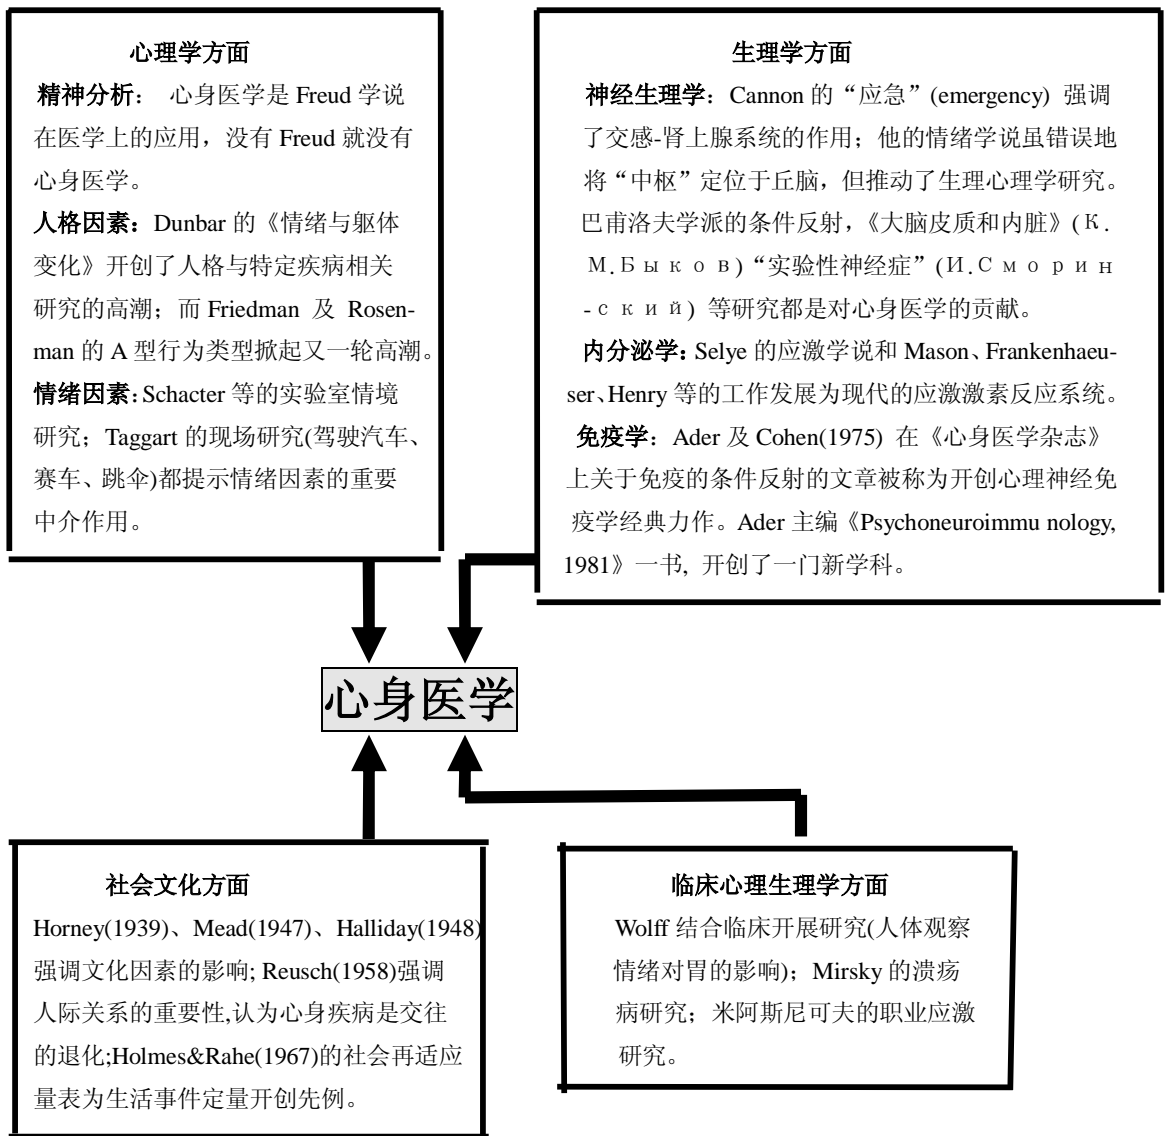 心理学方面
精神分析： 心身医学是 Freud 学说
在医学上的应用，没有 Freud 就没有
心身医学。
人格因素：Dunbar 的《情绪与躯体
变化》开创了人格与特定疾病相关
研究的高潮；而 Friedman 及 Rosen-
man 的 A 型行为类型掀起又一轮高潮。
情绪因素:Schacter 等的实验室情境
研究；Taggart 的现场研究(驾驶汽车、
赛车、跳伞)都提示情绪因素的重要
中介作用。
生理学方面
神经生理学：Cannon 的“应急”(emergency) 强调
了交感-肾上腺系统的作用；他的情绪学说虽错误地
将“中枢”定位于丘脑，但推动了生理心理学研究。
巴甫洛夫学派的条件反射，《大脑皮质和内脏》(К.
М.Быков)“实验性神经症”(И.Сморин
-ский) 等研究都是对心身医学的贡献。
内分泌学:Selye 的应激学说和 Mason、Frankenhaeu-
ser、Henry 等的工作发展为现代的应激激素反应系统。
免疫学：Ader 及 Cohen(1975) 在《心身医学杂志》
上关于免疫的条件反射的文章被称为开创心理神经免
疫学经典力作。Ader 主编《Psychoneuroimmu nology,
1981》一书, 开创了一门新学科。
心身医学
社会文化方面
Horney(1939)、Mead(1947)、Halliday(1948)
强调文化因素的影响; Reusch(1958)强调
人际关系的重要性,认为心身疾病是交往
的退化;Holmes&Rahe(1967)的社会再适应
量表为生活事件定量开创先例。
临床心理生理学方面
Wolff 结合临床开展研究(人体观察
情绪对胃的影响)；Mirsky 的溃疡
病研究；米阿斯尼可夫的职业应激
研究。